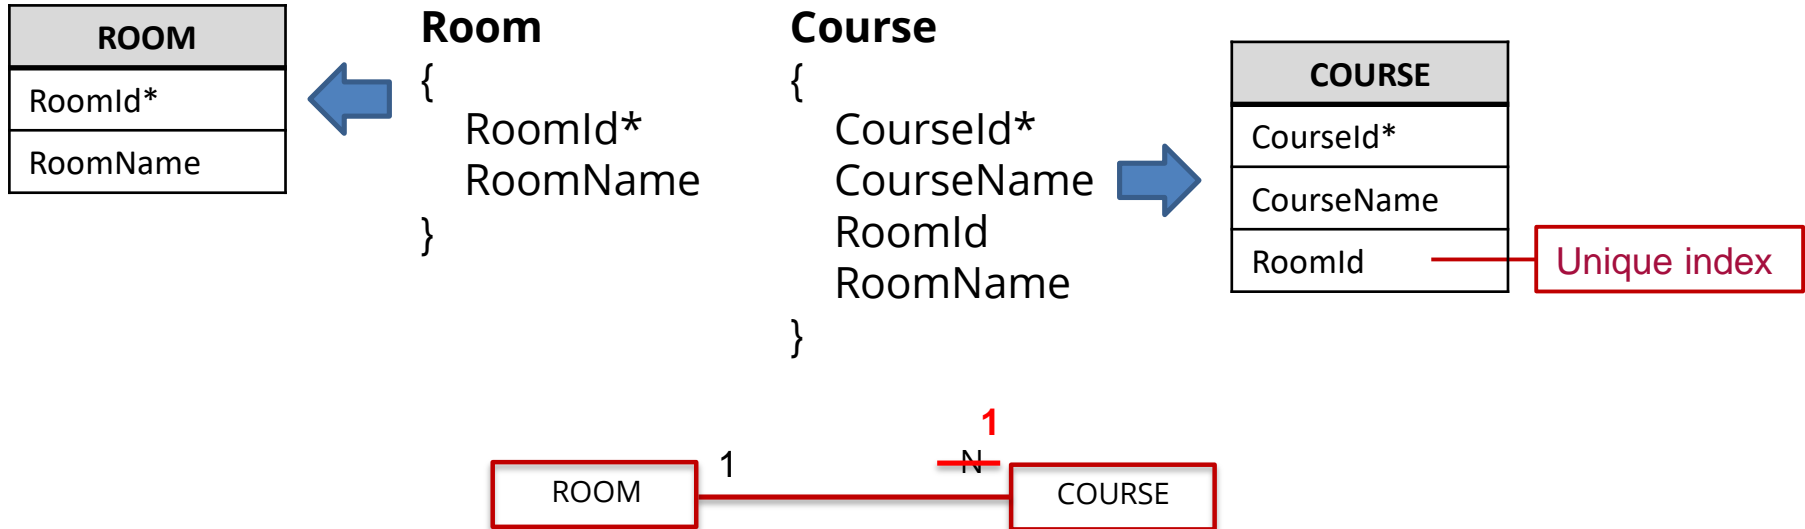 ROOM
RoomId*
RoomName
Room
{
RoomId*
RoomName
}
Course
{
CourseId*
CourseName
RoomId
RoomName
}
COURSE
CourseId*
CourseName
RoomId
Unique index
1
1
N
ROOM
COURSE